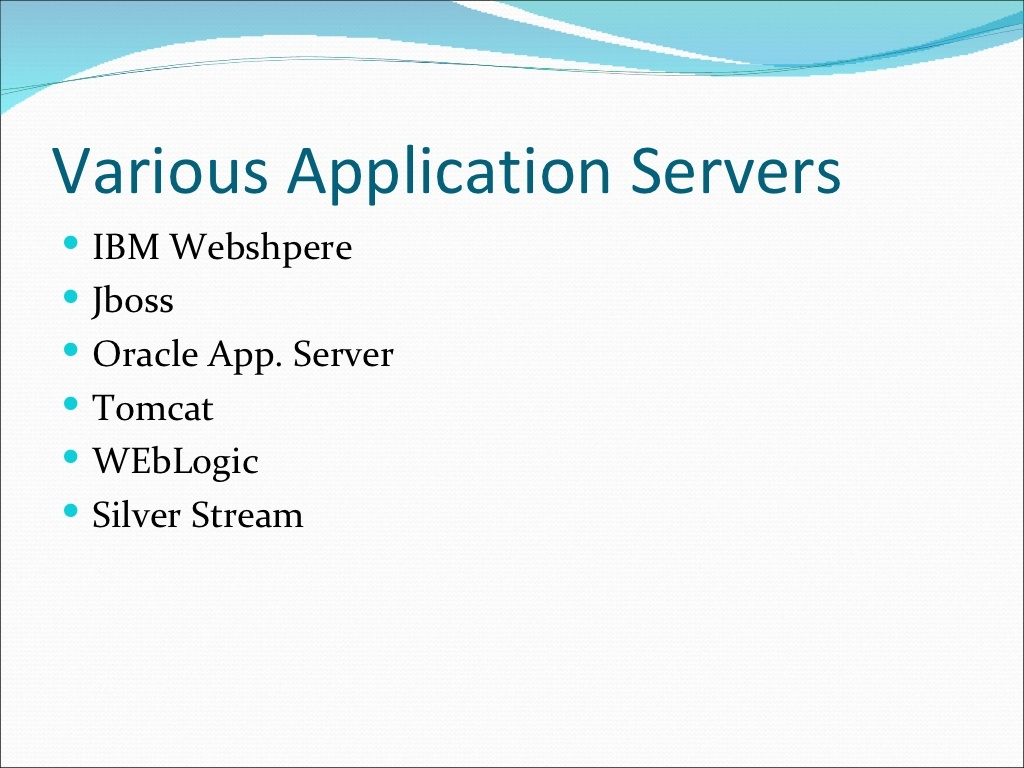 Various Application Servers
• IBM Webshpere
• Jboss
• Oracle App. Server
• Tomcat
• WEbLogic
• Silver Stream